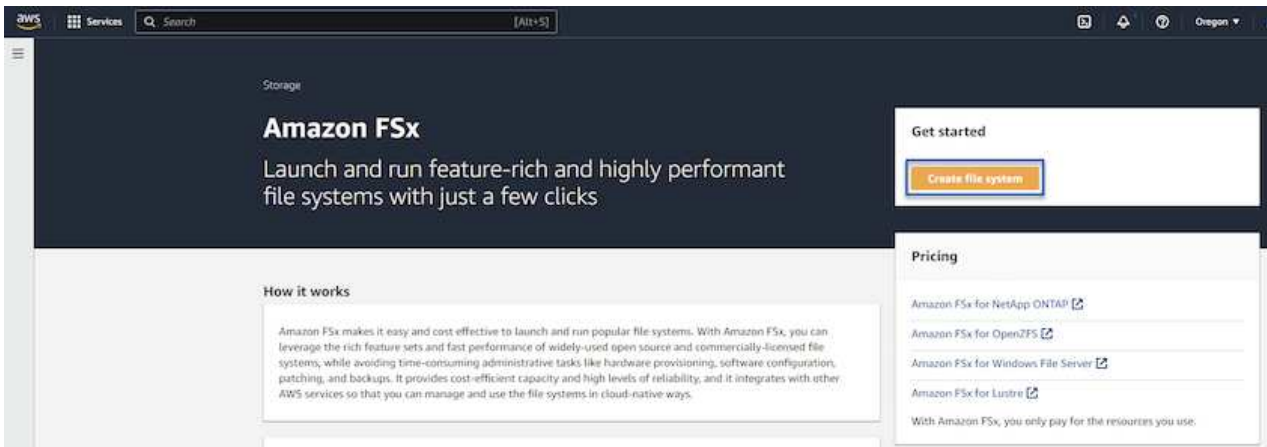 aws
Services
Search
[Alt+S]
Oregon
Storage
Amazon FSx
Launch and run feature-rich and highly performant
file systems with just a few clicks
Get started
Create file system
Pricing
Amazon FSx for NetApp ONTAP
Amazon FSx for OpenZFS
Amazon FSx for Windows File Server
Amazon FSx for Lustre
With Amazon FSx, you only pay for the resources you use.
How it works
Amazon FSx makes it easy and cost effective to launch and run popular file systems. With Amazon FSx, you can
leverage the rich feature sets and fast performance of widely-used open source and commercially-licensed file
systems, while avoiding time-consuming administrative tasks like hardware provisioning, software configuration,
patching, and backups. It provides cost-efficient capacity and high levels of reliability, and it integrates with other
AWS services so that you can manage and use the file systems in cloud-native ways.